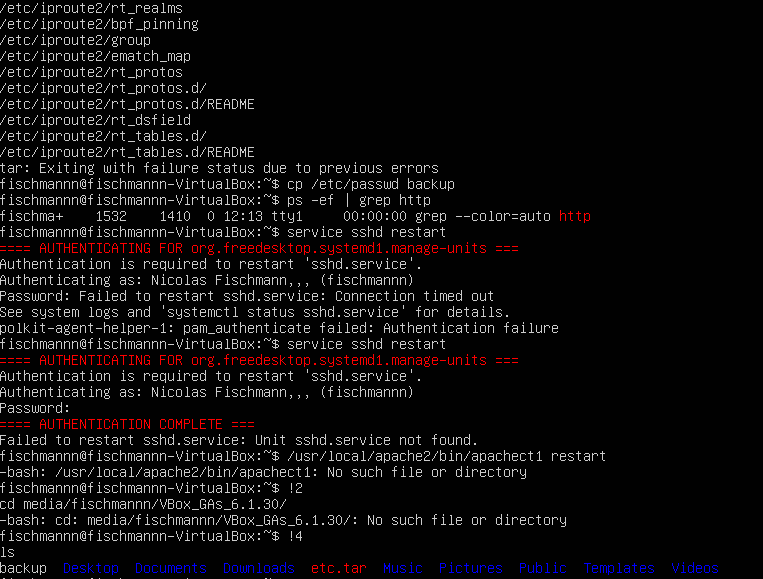 /etc/iproute2/rt_realms
/etc/iproute2/bpf_pinning
/etc/iproute2/group
/etc/iproute2/ematch_map
/etc/iproute2/rt_protos
/etc/iproute2/rt_protos.d/
/etc/iproute2/rt_protos.d/README
/etc/iproute2/rt_dsfield
/etc/iproute2/rt_tables.d/
/etc/iproute2/rt_tables.d/README
tar: Exiting with failure status due to previous errors
fischmannn@fischmannn-VirtualBox:~$ cp /etc/passwd backup
fischmannn@fischmannn-VirtualBox:~$ ps -ef | grep http
fischma+    1532    1410  0 12:13 tty1     00:00:00 grep --color=auto http
fischmannn@fischmannn-VirtualBox:~$ service sshd restart
==== AUTHENTICATING FOR org.freedesktop.systemd1.manage-units ===
Authentication is required to restart 'sshd.service'.
Authenticating as: Nicolas Fischmann,,, (fischmannn)
Password: Failed to restart sshd.service: Connection timed out
See system logs and 'systemctl status sshd.service' for details.
polkit-agent-helper-1: pam_authenticate failed: Authentication failure
fischmannn@fischmannn-VirtualBox:~$ service sshd restart
==== AUTHENTICATING FOR org.freedesktop.systemd1.manage-units ===
Authentication is required to restart 'sshd.service'.
Authenticating as: Nicolas Fischmann,,, (fischmannn)
Password:
==== AUTHENTICATION COMPLETE ===
Failed to restart sshd.service: Unit sshd.service not found.
fischmannn@fischmannn-VirtualBox:~$ /usr/local/apache2/bin/apachect1 restart
-bash: /usr/local/apache2/bin/apachect1: No such file or directory
fischmannn@fischmannn-VirtualBox:~$ !2
cd media/fischmannn/VBox_GAs_6.1.30/
-bash: cd: media/fischmannn/VBox_GAs_6.1.30/: No such file or directory
fischmannn@fischmannn-VirtualBox:~$ !4
ls
backup  Desktop  Documents  Downloads  etc.tar  Music  Pictures  Public  Templates  Videos